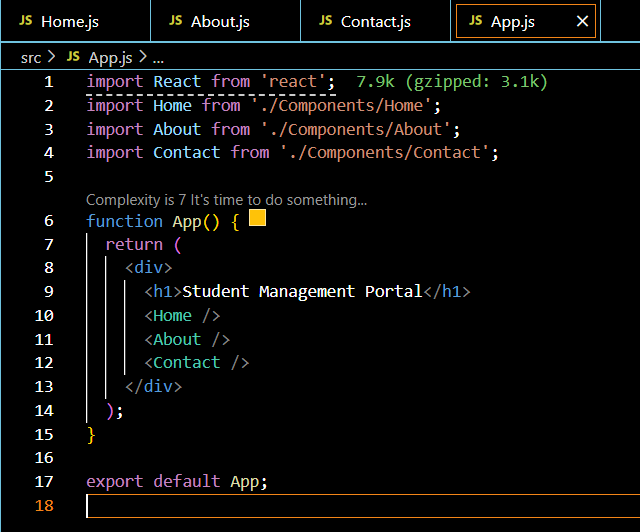 JS Home.js JS About.js JS Contact.js JS App.js ×
src > JS App.js > ...
1 import React from 'react'; 7.9k (gzipped: 3.1k)
2 import Home from './Components/Home';
3 import About from './Components/About';
4 import Contact from './Components/Contact';
5
Complexity is 7 It's time to do something...
6 function App() {
7 return (
8 <div>
9 <h1>Student Management Portal</h1>
10 <Home />
11 <About />
12 <Contact />
13 </div>
14 );
15 }
16
17 export default App;
18